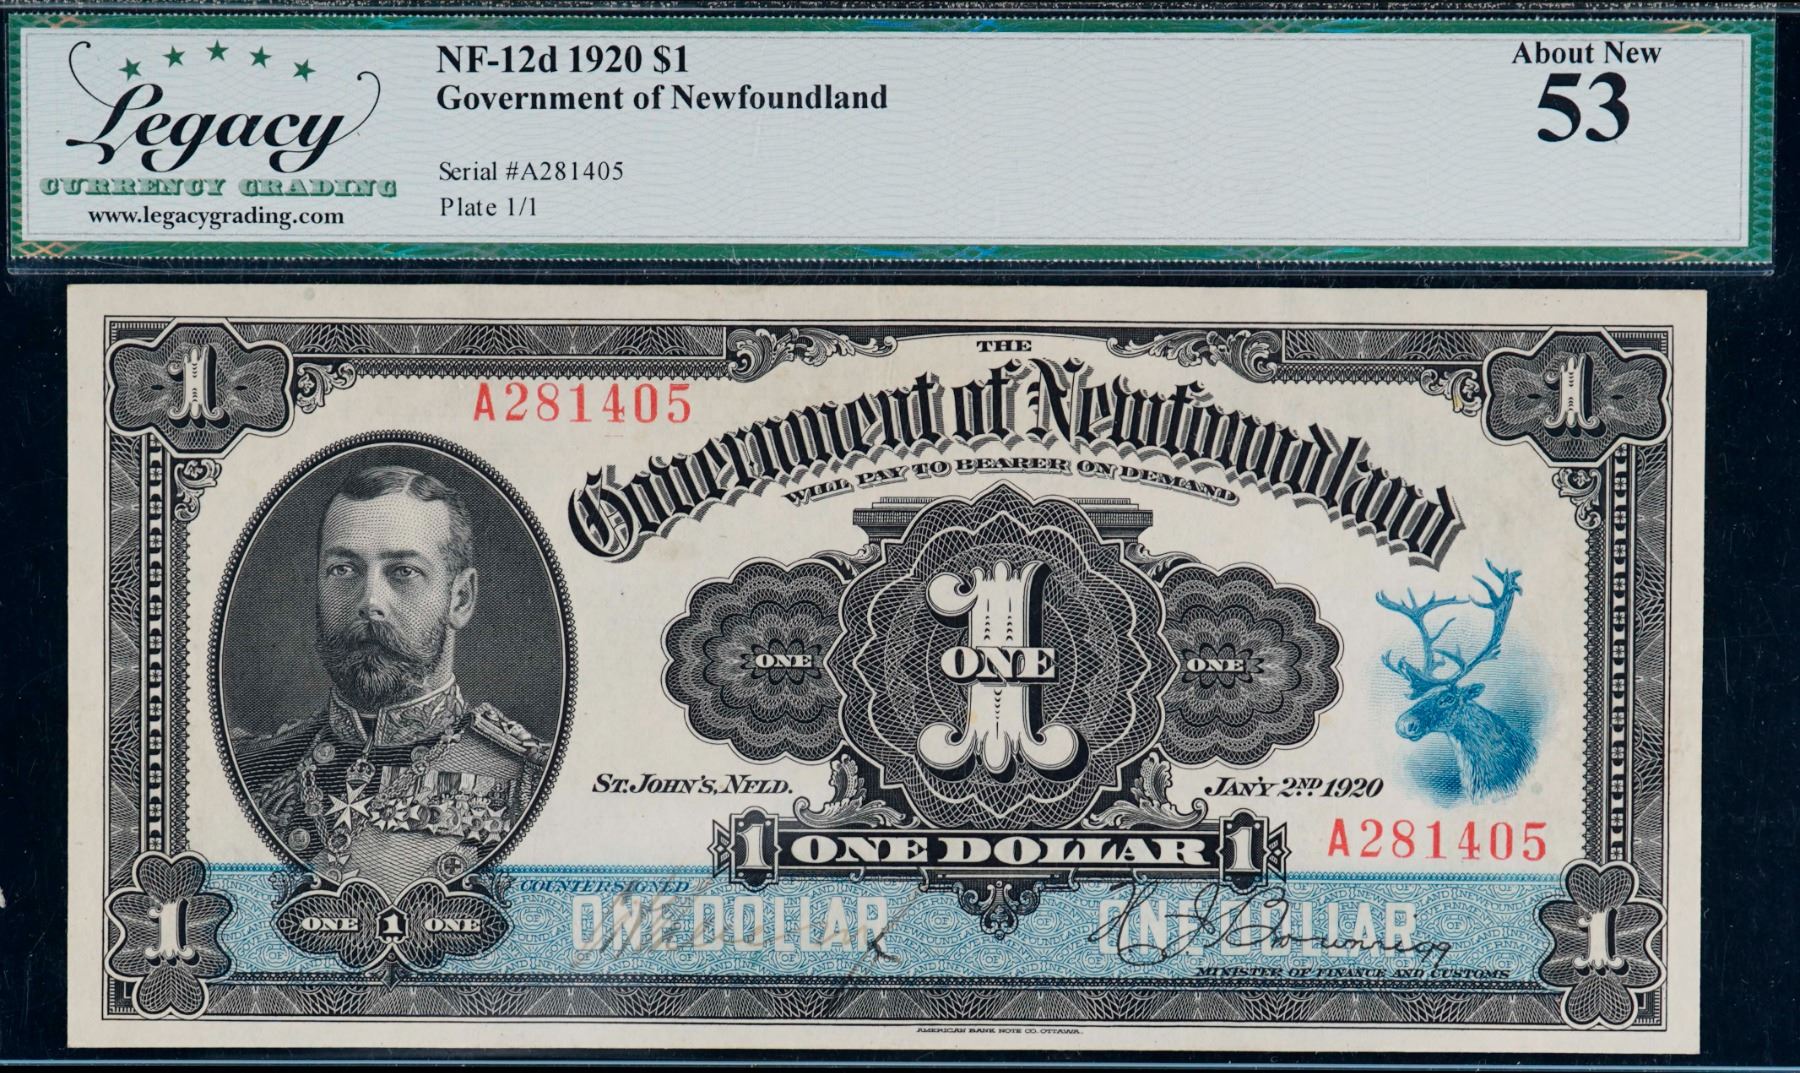 NF-12d 1920 $1
Government of Newfoundland
About New
53
Legacy
CURRENCY GRADING
www.legacygrading.com
Serial #A281405
Plate 1/1
1
1
A281405
THE
Government of Newfoundland
WILL PAY TO BEARER ON DEMAND
ONE
1
ONE
ONE
ST. JOHN'S, NFLD.
JAN'Y 2ND 1920
1 ONE DOLLAR 1
A281405
COUNTERSIGNED
1
ONE 1 ONE
ONE DOLLAR
ONE DOLLAR
1
MINISTER OF FINANCE AND CUSTOMS
AMERICAN BANK NOTE CO. OTTAWA.